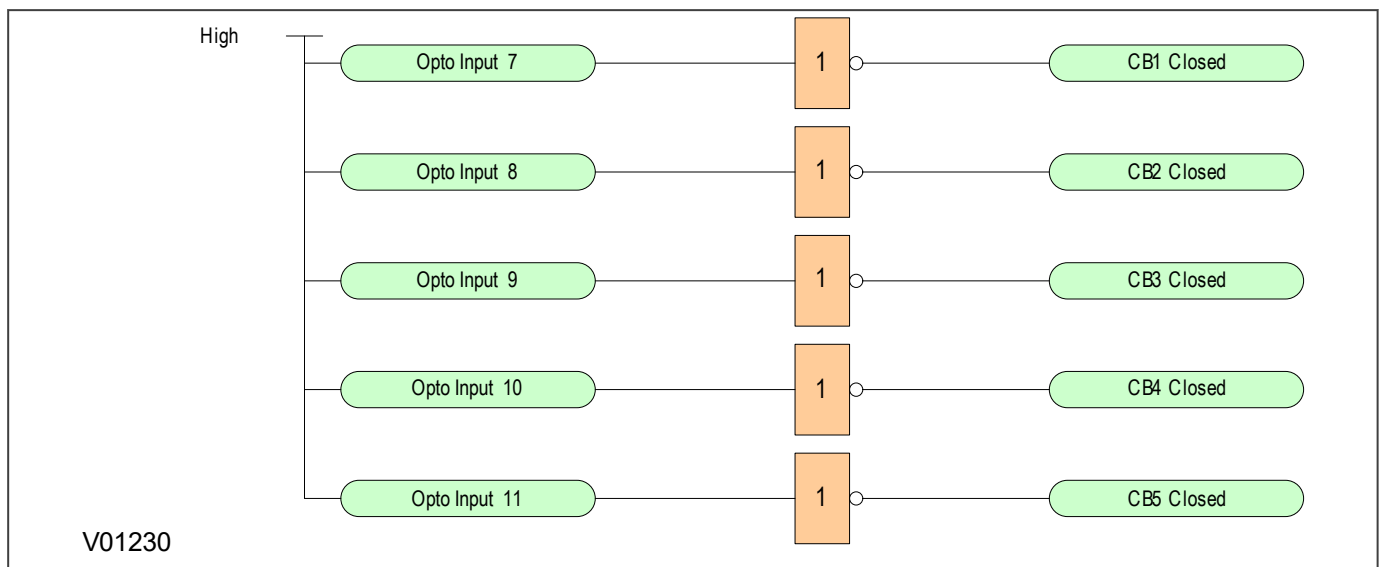 High
Opto Input 7 1 CB1 Closed
Opto Input 8 1 CB2 Closed
Opto Input 9 1 CB3 Closed
Opto Input 10 1 CB4 Closed
Opto Input 11 1 CB5 Closed
V01230